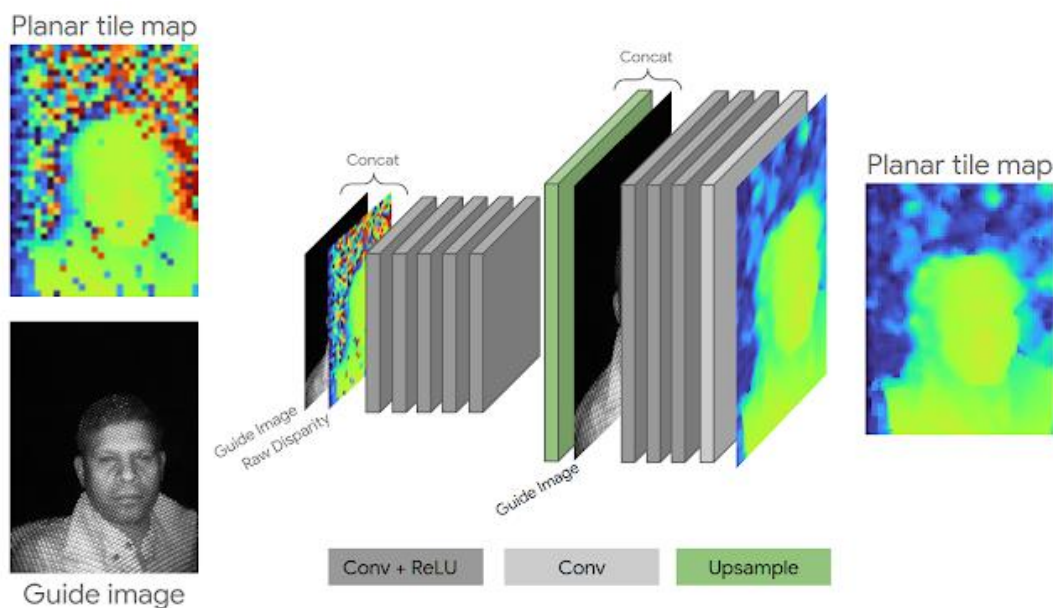 Planar tile map
Guide image
Concat
Guide Image
Raw Disparity
Concat
Guide Image
Planar tile map
Conv + ReLU
Conv
Upsample